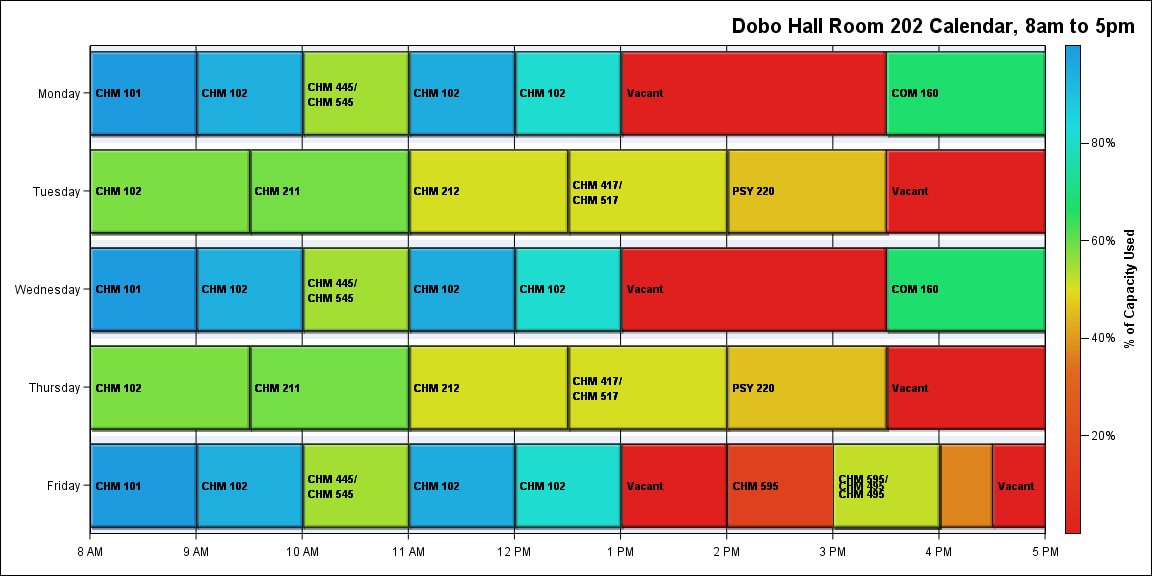 Dobo Hall Room 202 Calendar, 8am to 5pm
Monday
CHM 101
CHM 102
CHM 445/
CHM 545
CHM 102
CHM 102
Vacant
COM 160
Tuesday
CHM 102
CHM 211
CHM 212
CHM 417/
CHM 517
PSY 220
Vacant
Wednesday
CHM 101
CHM 102
CHM 445/
CHM 545
CHM 102
CHM 102
Vacant
COM 160
Thursday
CHM 102
CHM 211
CHM 212
CHM 417/
CHM 517
PSY 220
Vacant
Friday
CHM 101
CHM 102
CHM 445/
CHM 545
CHM 102
CHM 102
Vacant
CHM 595
CHM 595/
CHM 495
CHM 495
Vacant
8 AM
9 AM
10 AM
11 AM
12 PM
1 PM
2 PM
3 PM
4 PM
5 PM
80%
60%
40%
20%
% of Capacity Used